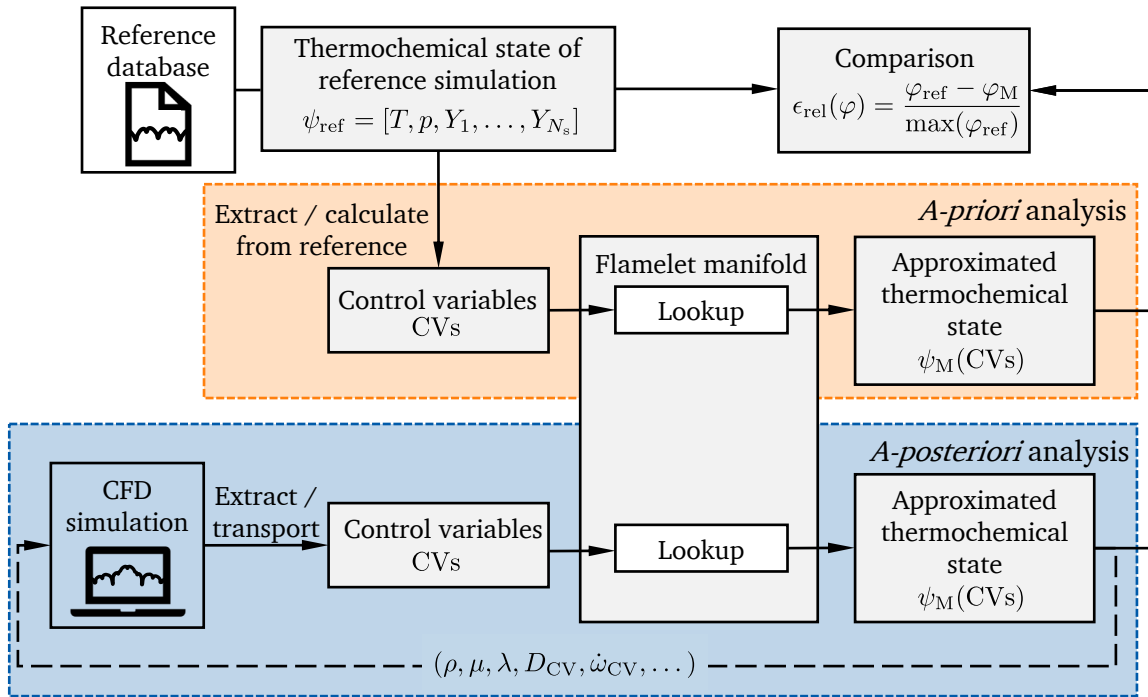 Reference
database
Thermochemical state of
reference simulation
ψ_ref = [T, p, Y_1, . . . , Y_{N_s}]
Comparison
ϵ_rel(φ) = (φ_ref − φ_M) / max(φ_ref)
A-priori analysis
Extract / calculate
from reference
Control variables
CVs
Flamelet manifold
Lookup
Approximated
thermochemical
state
ψ_M(CVs)
A-posteriori analysis
CFD
simulation
Extract /
transport
Control variables
CVs
Lookup
Approximated
thermochemical
state
ψ_M(CVs)
(ρ, μ, λ, D_CV, ω̇_CV, . . . )